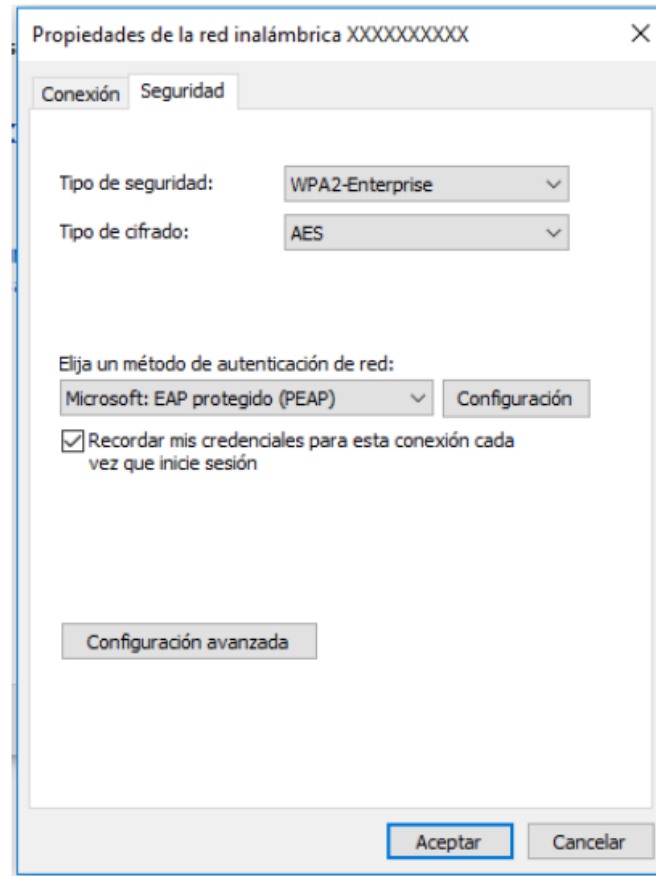 Propiedades de la red inalámbrica XXXXXXXXXX
Conexión
Seguridad
Tipo de seguridad:
WPA2-Enterprise
Tipo de cifrado:
AES
Elija un método de autenticación de red:
Microsoft: EAP protegido (PEAP)
Configuración
Recordar mis credenciales para esta conexión cada
vez que inicie sesión
Configuración avanzada
Aceptar
Cancelar